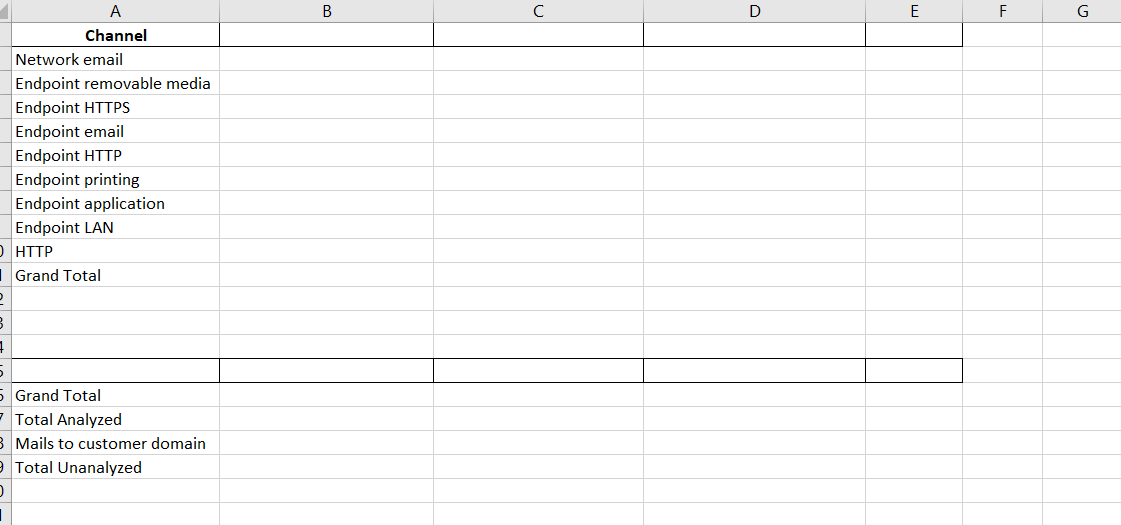 A B C D E F G
Channel
Network email
Endpoint removable media
Endpoint HTTPS
Endpoint email
Endpoint HTTP
Endpoint printing
Endpoint application
Endpoint LAN
HTTP
Grand Total
Grand Total
Total Analyzed
Mails to customer domain
Total Unanalyzed